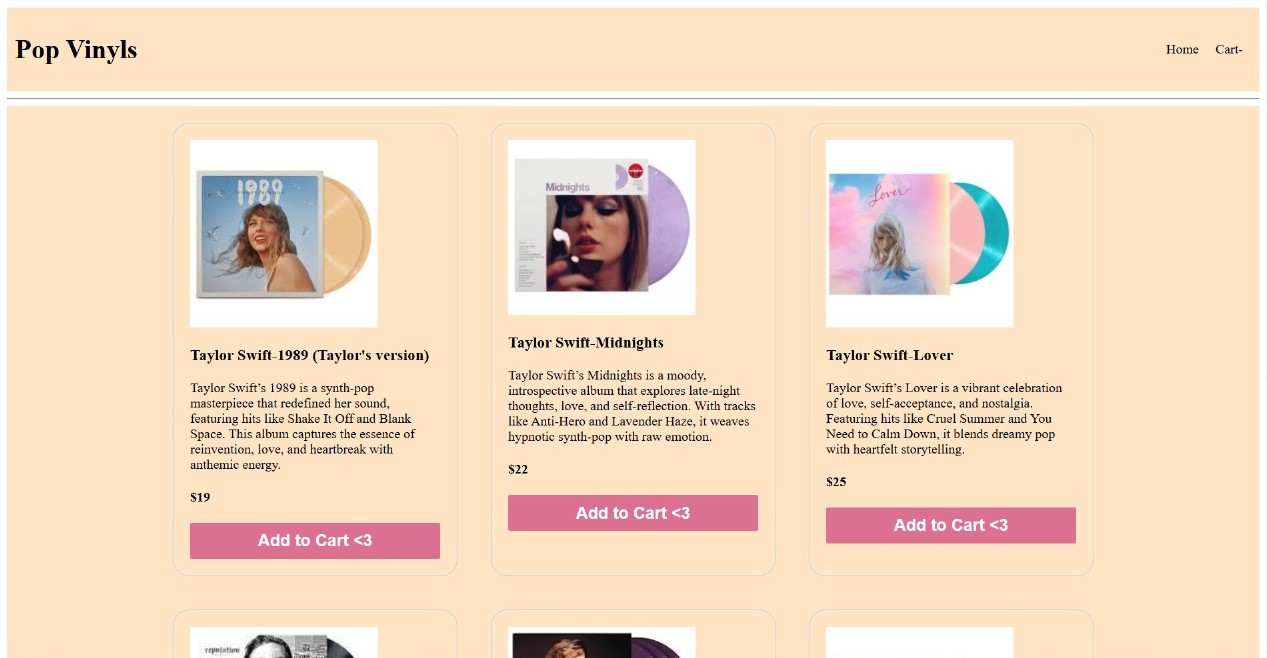 Pop Vinyls
Home
Cart-
1989
Midnights
Lover
Taylor Swift-1989 (Taylor's version)
Taylor Swift’s 1989 is a synth-pop
masterpiece that redefined her sound,
featuring hits like Shake It Off and Blank
Space. This album captures the essence of
reinvention, love, and heartbreak with
anthemic energy.
$19
Add to Cart <3
Taylor Swift-Midnights
Taylor Swift’s Midnights is a moody,
introspective album that explores late-night
thoughts, love, and self-reflection. With tracks
like Anti-Hero and Lavender Haze, it weaves
hypnotic synth-pop with raw emotion.
$22
Add to Cart <3
Taylor Swift-Lover
Taylor Swift’s Lover is a vibrant celebration
of love, self-acceptance, and nostalgia.
Featuring hits like Cruel Summer and You
Need to Calm Down, it blends dreamy pop
with heartfelt storytelling.
$25
Add to Cart <3
reputation